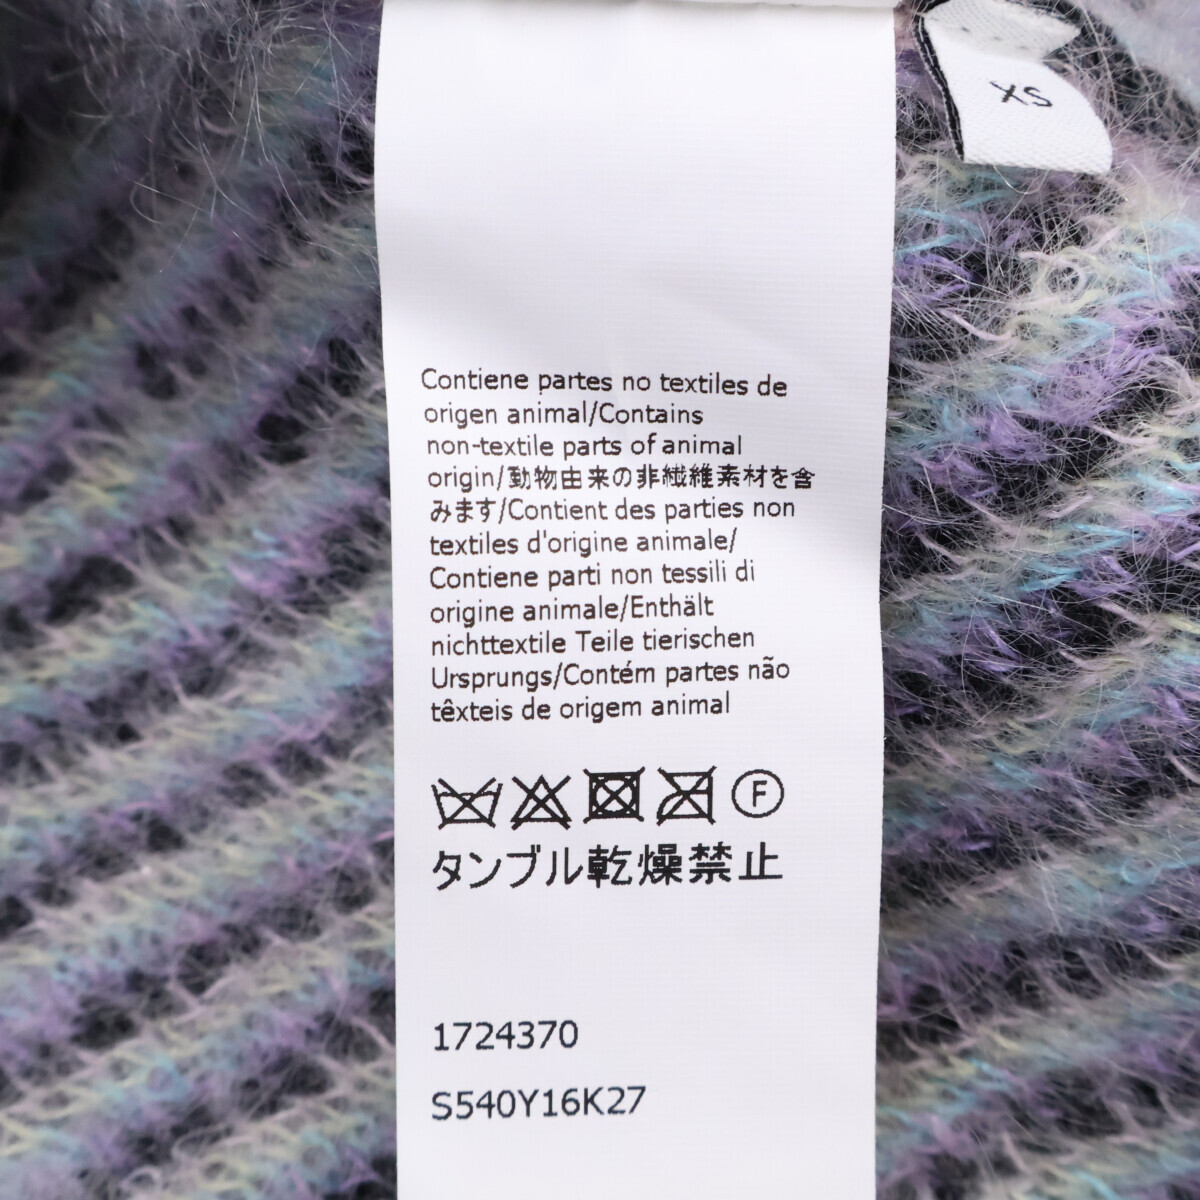 XS
Contiene partes no textiles de
origen animal/Contains
non-textile parts of animal
origin/動物由来の非繊維素材を含
みます/Contient des parties non
textiles d'origine animale/
Contiene parti non tessili di
origine animale/Enthält
nichttextile Teile tierischen
Ursprungs/Contém partes não
têxteis de origem animal
F
タンブル乾燥禁止
1724370
S540Y16K27